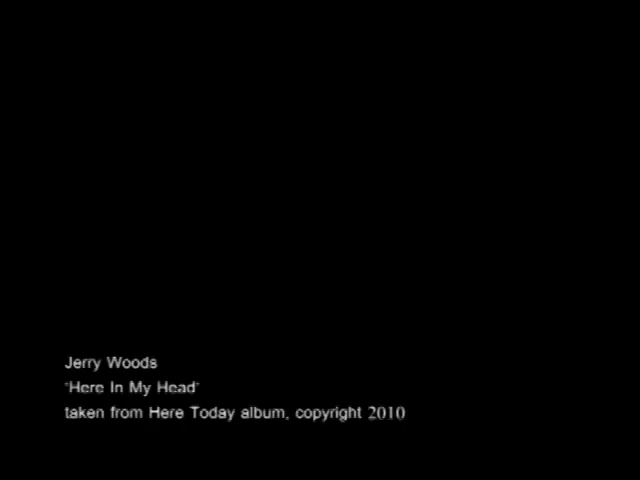 Jerry Woods
"Here In My Head"
taken from Here Today album, copyright 2010